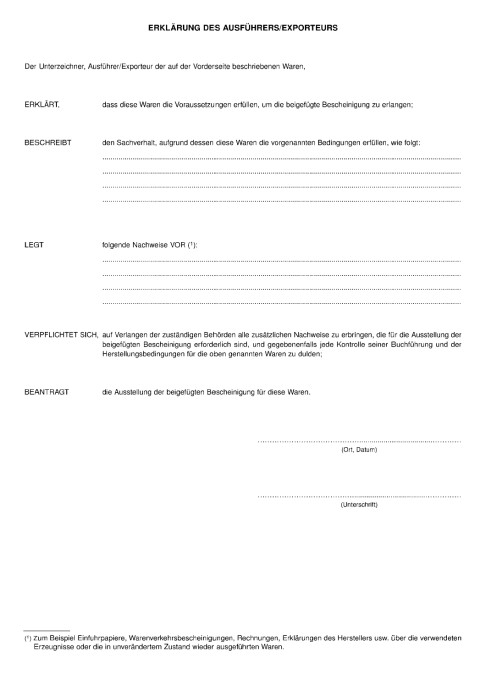 ERKLÄRUNG DES AUSFÜHRERS/EXPORTEURS
Der Unterzeichner, Ausführer/Exporteur der auf der Vorderseite beschriebenen Waren,
ERKLÄRT, dass diese Waren die Voraussetzungen erfüllen, um die beigefügte Bescheinigung zu erlangen;
BESCHREIBT den Sachverhalt, aufgrund dessen diese Waren die vorgenannten Bedingungen erfüllen, wie folgt:
LEGT folgende Nachweise VOR (¹):
VERPFLICHTET SICH, auf Verlangen der zuständigen Behörden alle zusätzlichen Nachweise zu erbringen, die für die Ausstellung der
beigefügten Bescheinigung erforderlich sind, und gegebenenfalls jede Kontrolle seiner Buchführung und der
Herstellungsbedingungen für die oben genannten Waren zu dulden;
BEANTRAGT die Ausstellung der beigefügten Bescheinigung für diese Waren.
(Ort, Datum)
(Unterschrift)
(¹) Zum Beispiel Einfuhrpapiere, Warenverkehrsbescheinigungen, Rechnungen, Erklärungen des Herstellers usw. über die verwendeten
Erzeugnisse oder die in unverändertem Zustand wieder ausgeführten Waren.